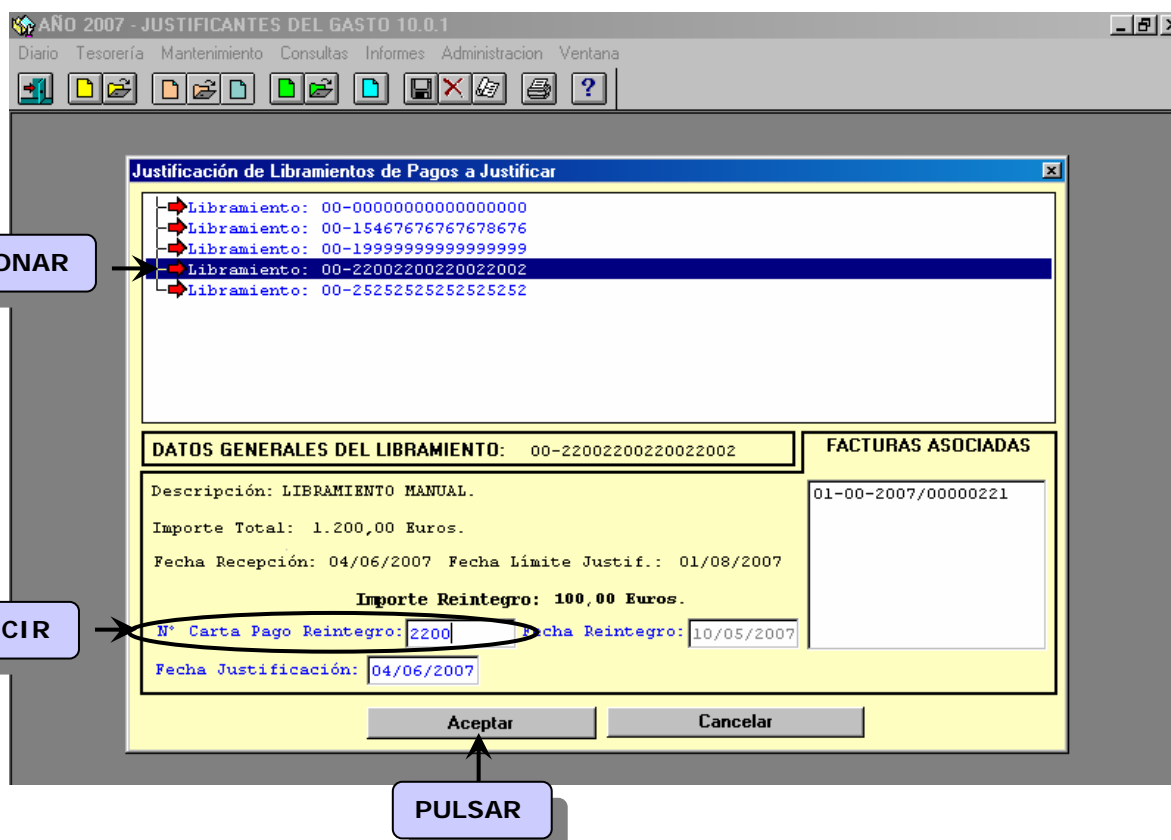 AÑO 2007 - JUSTIFICANTES DEL GASTO 10.0.1
Diario Tesorería Mantenimiento Consultas Informes Administracion Ventana
?
Justificación de Libramientos de Pagos a Justificar
Libramiento: 00-00000000000000000
Libramiento: 00-15467676767678676
Libramiento: 00-19999999999999999
ONAR
Libramiento: 00-22002200220022002
Libramiento: 00-25252525252525252
DATOS GENERALES DEL LIBRAMIENTO: 00-22002200220022002
FACTURAS ASOCIADAS
Descripción: LIBRAMIENTO MANUAL.
01-00-2007/00000221
Importe Total: 1.200,00 Euros.
Fecha Recepción: 04/06/2007 Fecha Límite Justif.: 01/08/2007
Importe Reintegro: 100,00 Euros.
CIR
Nº Carta Pago Reintegro: 2200 Fecha Reintegro: 10/05/2007
Fecha Justificación: 04/06/2007
Aceptar Cancelar
PULSAR